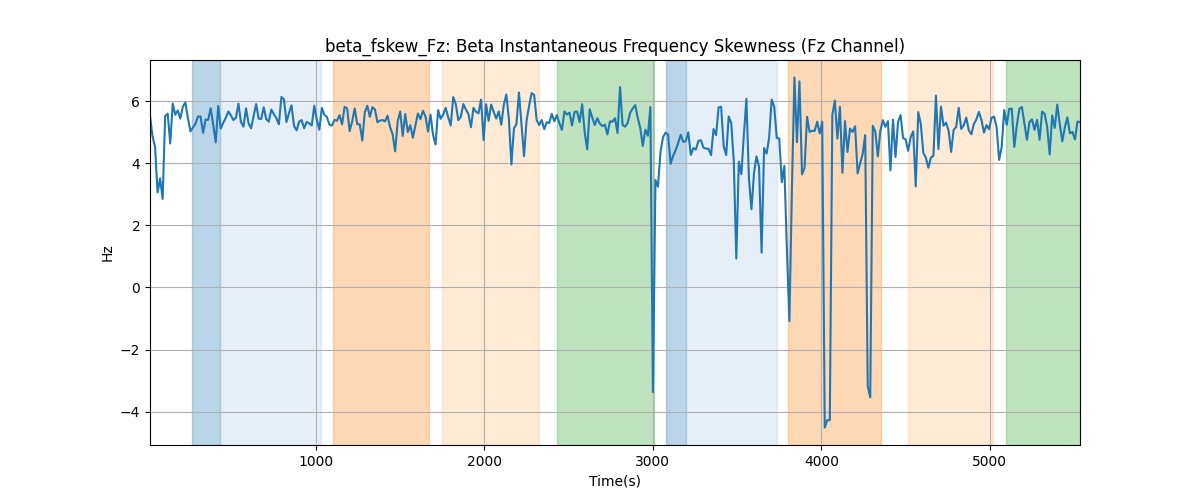 beta_fskew_Fz: Beta Instantaneous Frequency Skewness (Fz Channel)
Hz
6
4
2
0
−2
−4
1000 2000 3000 4000 5000
Time(s)